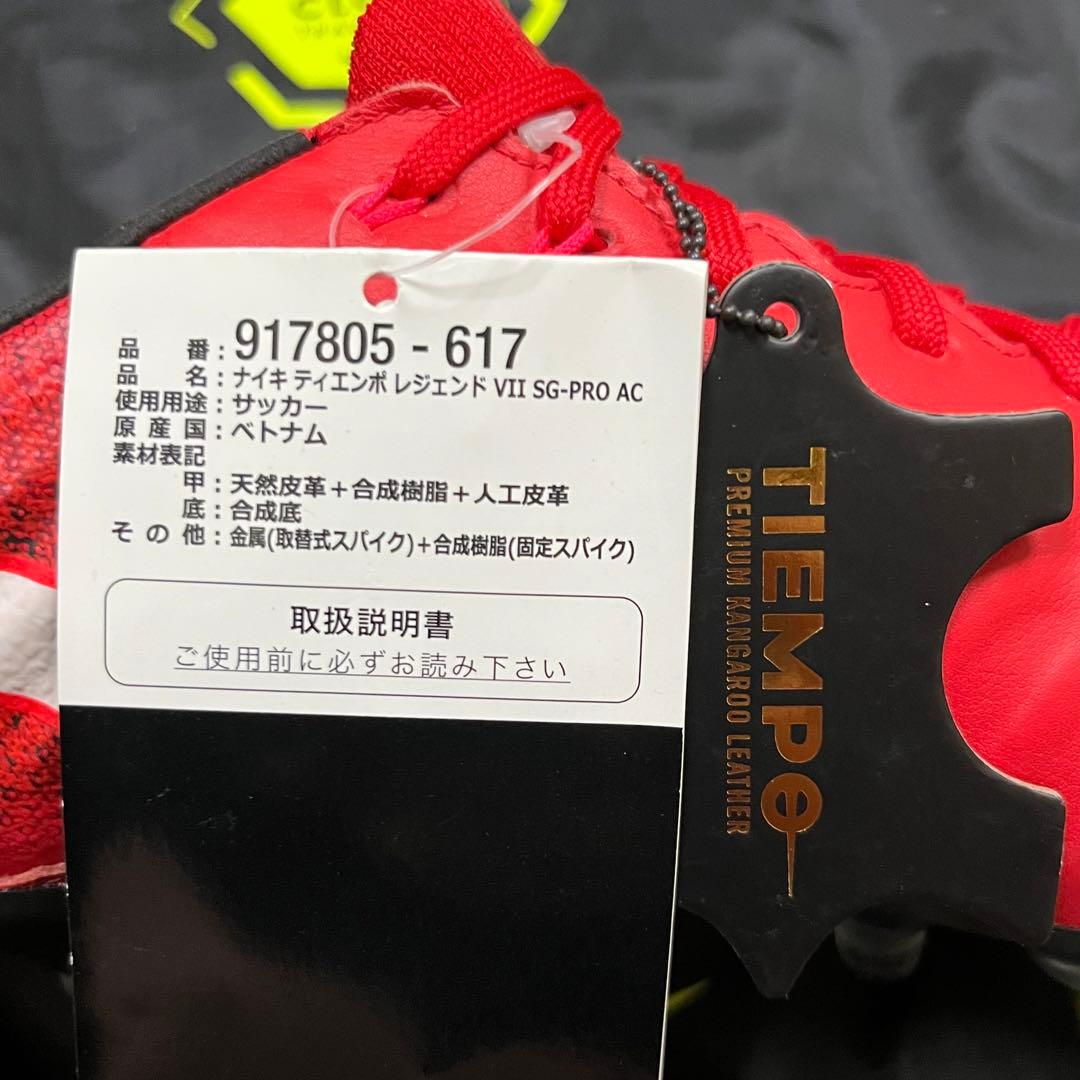 品 番：917805 - 617
品 名：ナイキ ティエンポ レジェンド VII SG-PRO AC
使用用途：サッカー
原産国：ベトナム
素材表記
甲：天然皮革＋合成樹脂＋人工皮革
底：合成底
その他：金属(取替式スパイク)＋合成樹脂(固定スパイク)
取扱説明書
ご使用前に必ずお読み下さい
TIEMPO
PREMIUM KANGAROO LEATHER